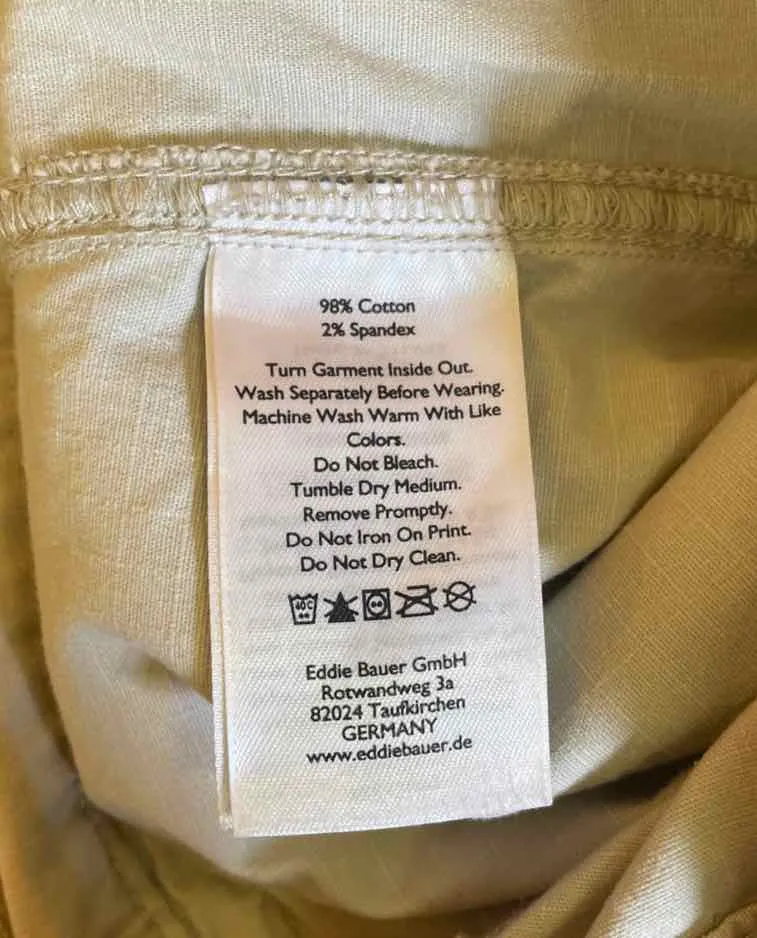 98% Cotton
2% Spandex
Turn Garment Inside Out.
Wash Separately Before Wearing.
Machine Wash Warm With Like
Colors.
Do Not Bleach.
Tumble Dry Medium.
Remove Promptly.
Do Not Iron On Print.
Do Not Dry Clean.
40C
Eddie Bauer GmbH
Rotwandweg 3a
82024 Taufkirchen
GERMANY
www.eddiebauer.de